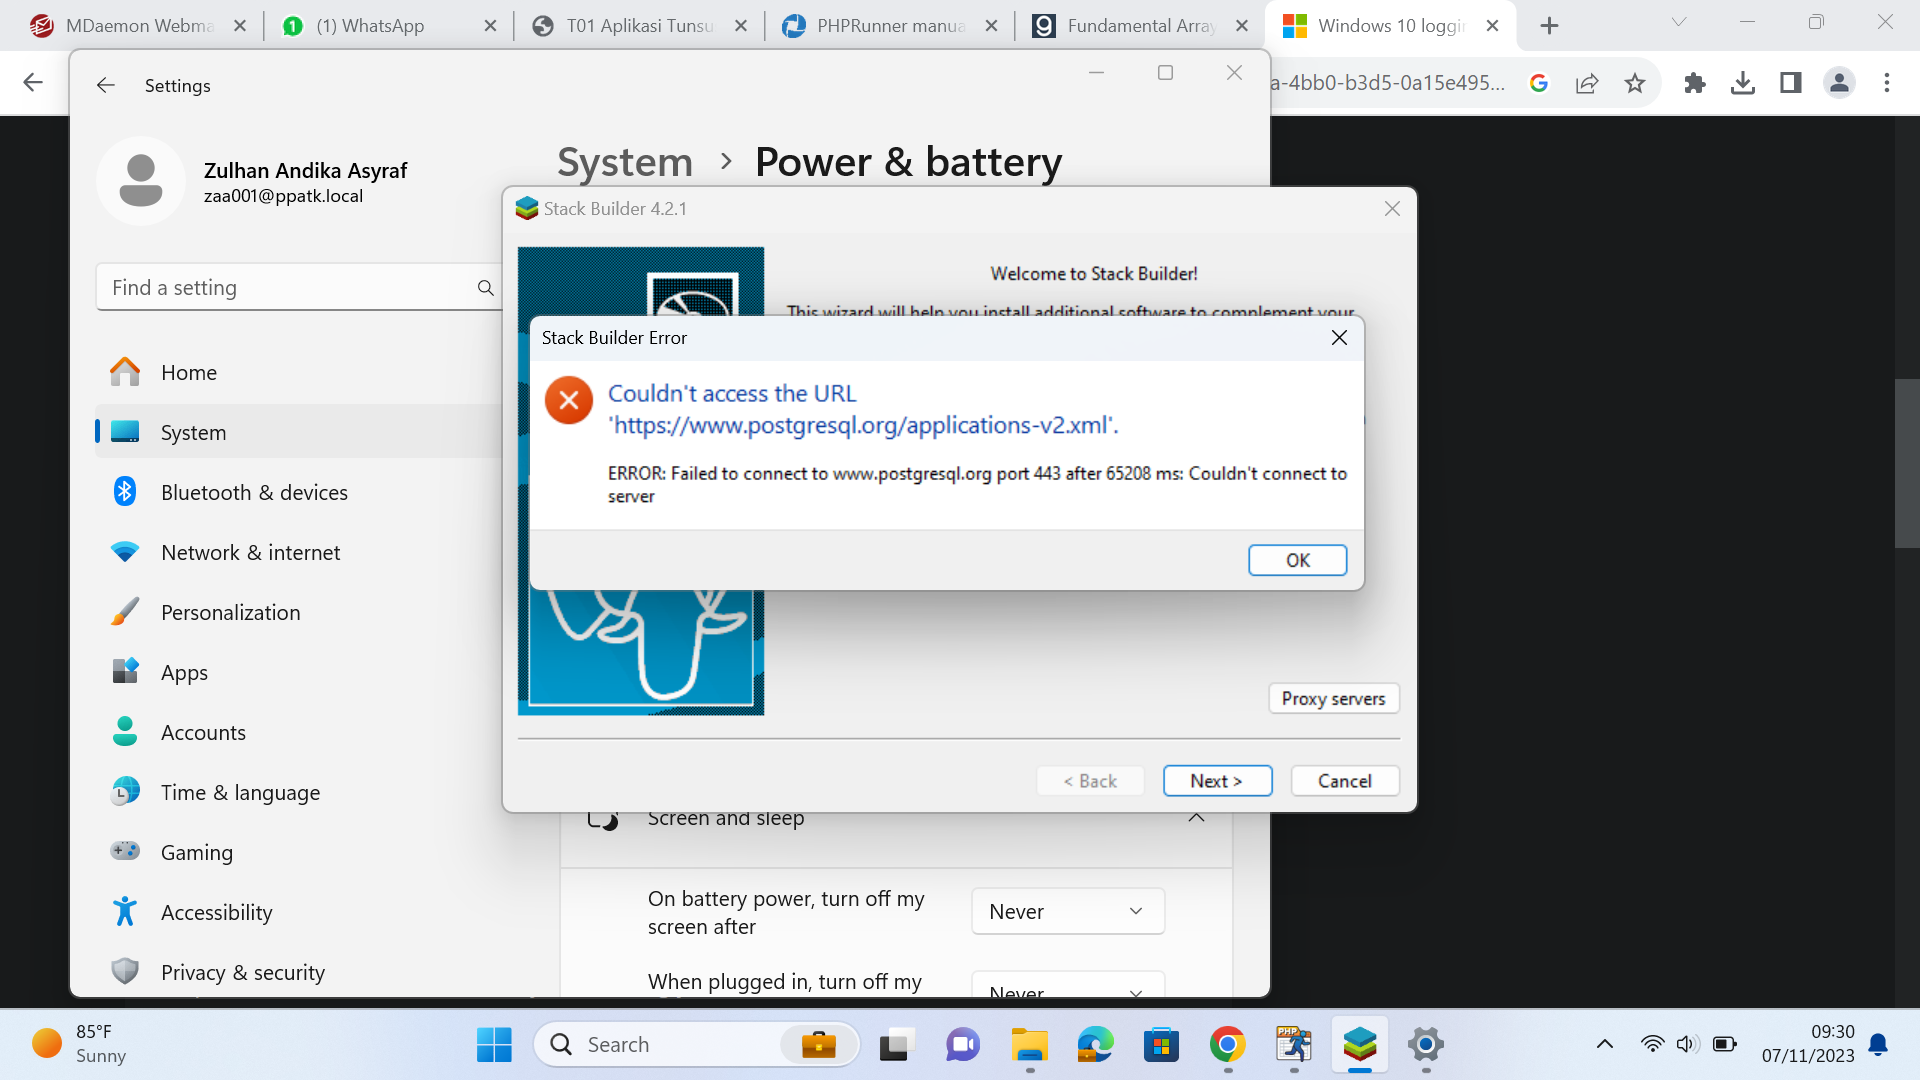 MDaemon Webma
(1) WhatsApp
T01 Aplikasi Tunsu
PHPRunner manua
Fundamental Array
Windows 10 loggin
a-4bb0-b3d5-0a15e495...
Settings
Zulhan Andika Asyraf
zaa001@ppatk.local
Find a setting
Home
System
Bluetooth & devices
Network & internet
Personalization
Apps
Accounts
Time & language
Gaming
Accessibility
Privacy & security
System > Power & battery
Stack Builder 4.2.1
Welcome to Stack Builder!
This wizard will help you install additional software to complement your
Stack Builder Error
Couldn't access the URL
'https://www.postgresql.org/applications-v2.xml'.
ERROR: Failed to connect to www.postgresql.org port 443 after 65208 ms: Couldn't connect to
server
OK
Proxy servers
< Back
Next >
Cancel
Screen and sleep
On battery power, turn off my
screen after
Never
When plugged in, turn off my
Never
85°F
Sunny
Search
PHP
09:30
07/11/2023